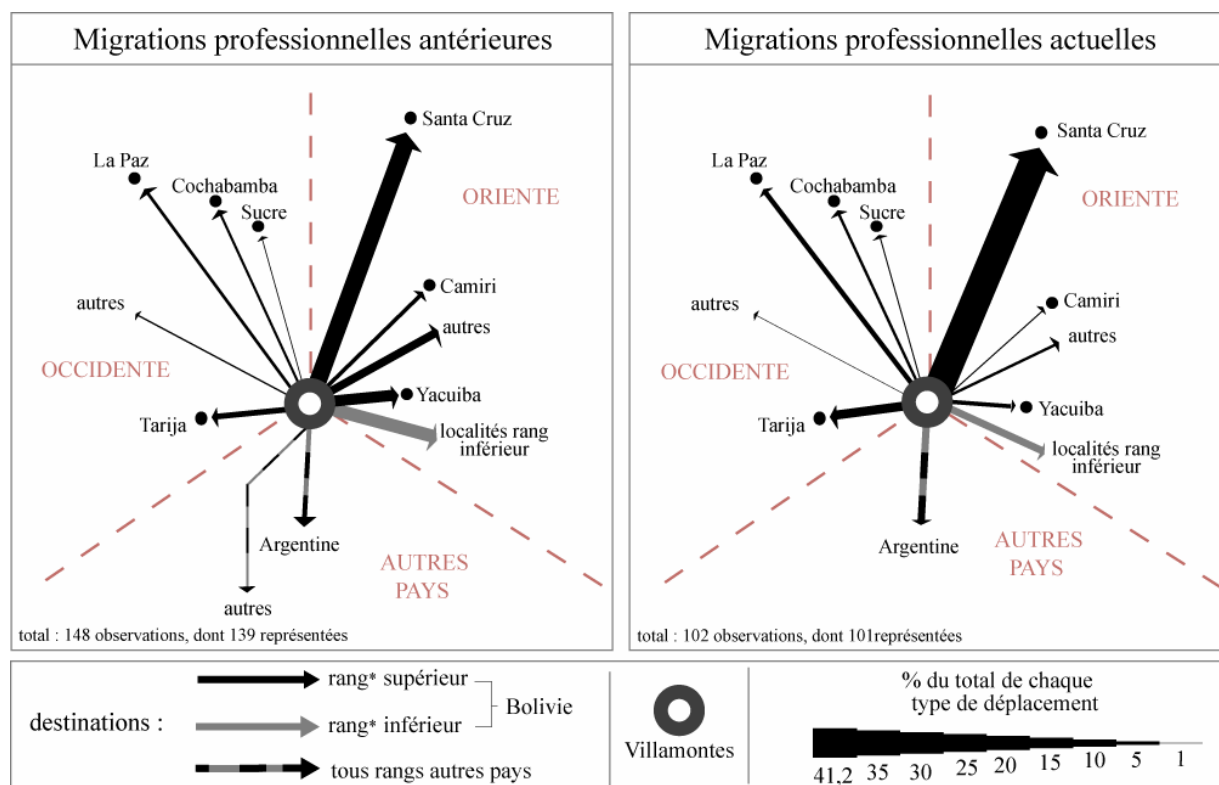 Migrations professionnelles antérieures
Santa Cruz
La Paz
Cochabamba
Sucre
ORIENTE
Camiri
autres
autres
OCCIDENTE
Yacuiba
Tarija
localités rang
inférieur
Argentine
AUTRES
PAYS
autres
total : 148 observations, dont 139 représentées
Migrations professionnelles actuelles
Santa Cruz
La Paz
Cochabamba
Sucre
ORIENTE
Camiri
autres
autres
OCCIDENTE
Yacuiba
Tarija
localités rang
inférieur
Argentine
AUTRES
PAYS
total : 102 observations, dont 101représentées
destinations :
rang* supérieur
Bolivie
rang* inférieur
tous rangs autres pays
Villamontes
% du total de chaque
type de déplacement
41,2 35 30 25 20 15 10 5 1